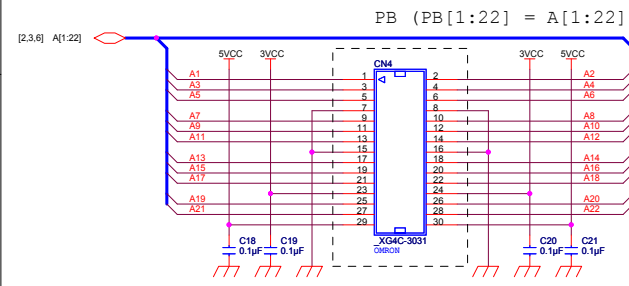 PB (PB[1:22] = A[1:22]
[2,3,6] A[1:22]
5VCC 3VCC 3VCC 5VCC
CN4
A1 1 2 A2
A3 3 4 A4
A5 5 6 A6
7 8
A7 9 10 A8
A9 11 12 A10
A11 13 14 A12
15 16
A13 17 18 A14
A15 19 20 A16
A17 21 22 A18
23 24
A19 25 26 A20
A21 27 28 A22
29 30
C18 C19 _XG4C-3031 C20 C21
0.1µF 0.1µF OMRON 0.1µF 0.1µF